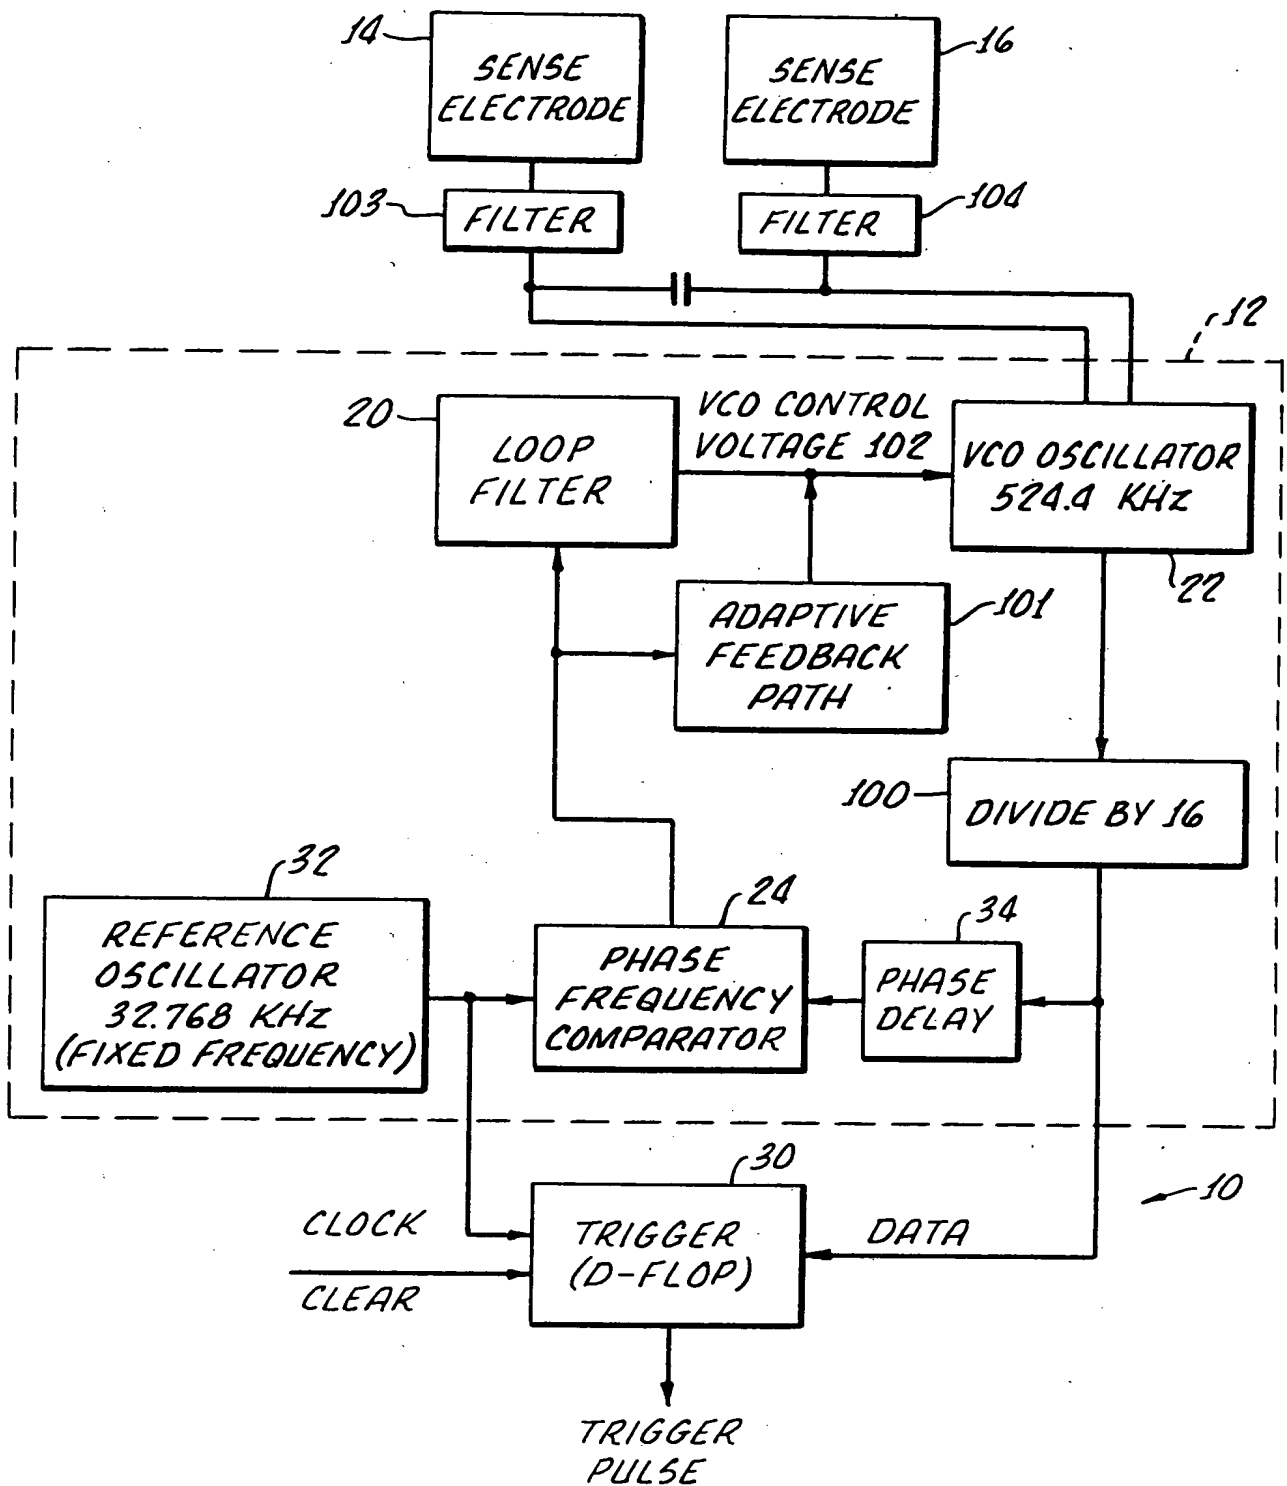 14
SENSE
ELECTRODE
16
SENSE
ELECTRODE
103
FILTER
104
FILTER
12
20
LOOP
FILTER
VCO CONTROL
VOLTAGE 102
VCO OSCILLATOR
524.4 KHz
22
ADAPTIVE
FEEDBACK
PATH
101
100
DIVIDE BY 16
32
REFERENCE
OSCILLATOR
32.768 KHz
(FIXED FREQUENCY)
24
PHASE
FREQUENCY
COMPARATOR
34
PHASE
DELAY
30
10
CLOCK
CLEAR
TRIGGER
(D-FLOP)
DATA
TRIGGER
PULSE